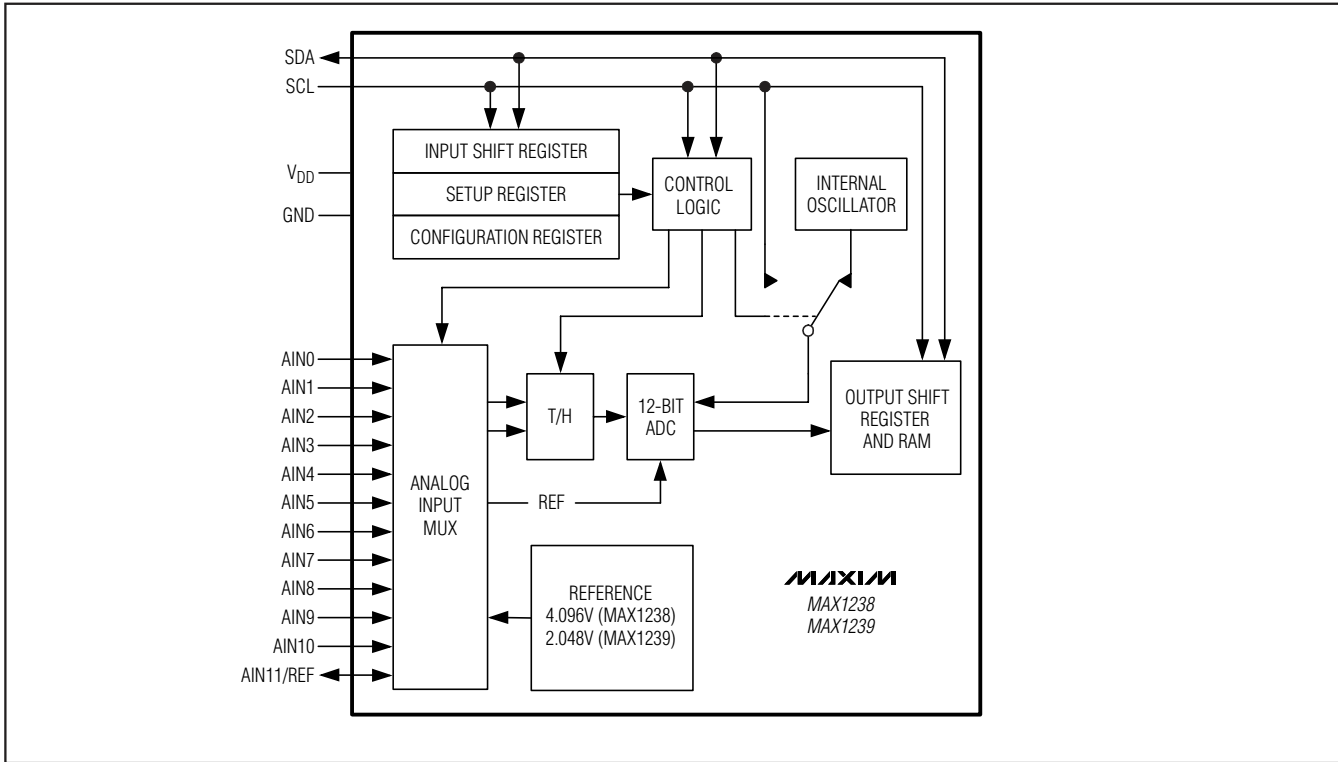 SDA
SCL
V_DD
GND
INPUT SHIFT REGISTER
SETUP REGISTER
CONFIGURATION REGISTER
CONTROL
LOGIC
INTERNAL
OSCILLATOR
AIN0
AIN1
AIN2
AIN3
AIN4
AIN5
AIN6
AIN7
AIN8
AIN9
AIN10
AIN11/REF
ANALOG
INPUT
MUX
T/H
12-BIT
ADC
REF
OUTPUT SHIFT
REGISTER
AND RAM
REFERENCE
4.096V (MAX1238)
2.048V (MAX1239)
MAXIM
MAX1238
MAX1239